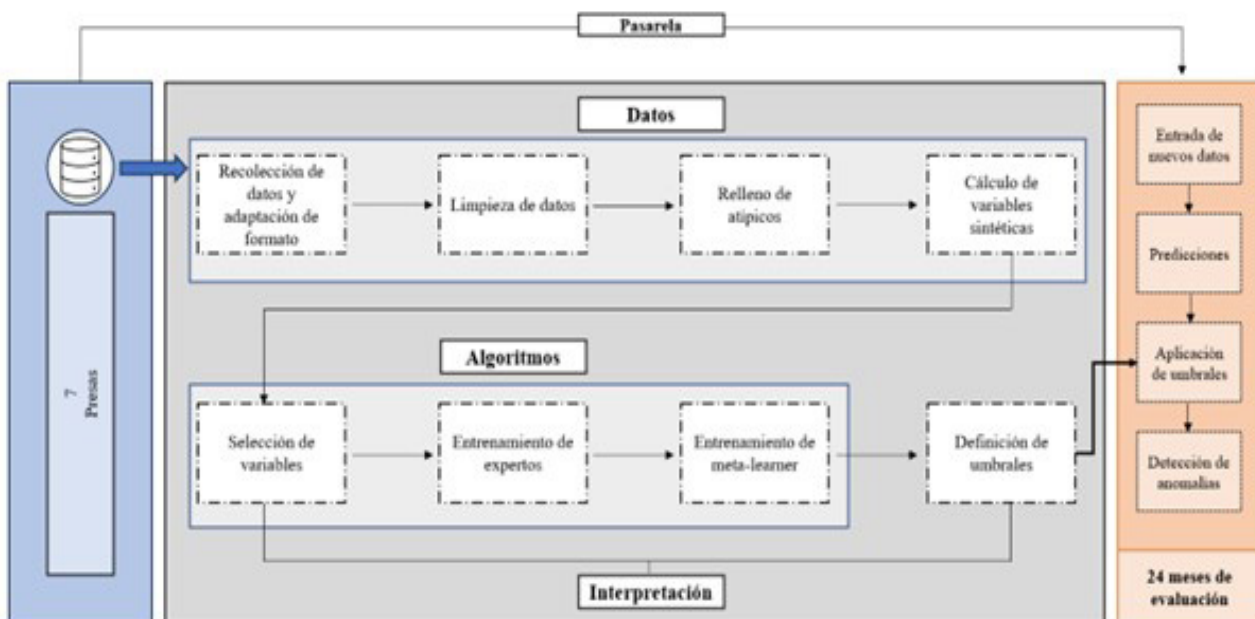 Pasarela
7
Presas
Datos
Recolección de
datos y
adaptación de
formato
Limpieza de datos
Relleno de
atípicos
Cálculo de
variables
sintéticas
Algoritmos
Selección de
variables
Entrenamiento de
expertos
Entrenamiento de
meta-learner
Definición de
umbrales
Interpretación
Entrada de
nuevos datos
Predicciones
Aplicación
de umbrales
Detección de
anomalias
24 meses de
evaluación